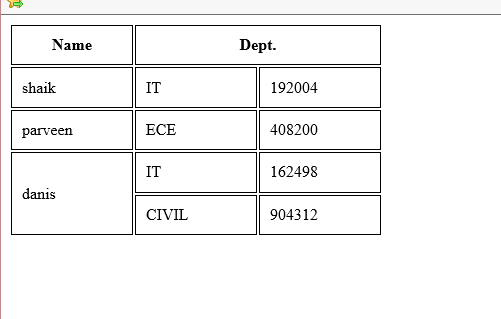 Name Dept.
shaik IT 192004
parveen ECE 408200
danis IT 162498
CIVIL 904312